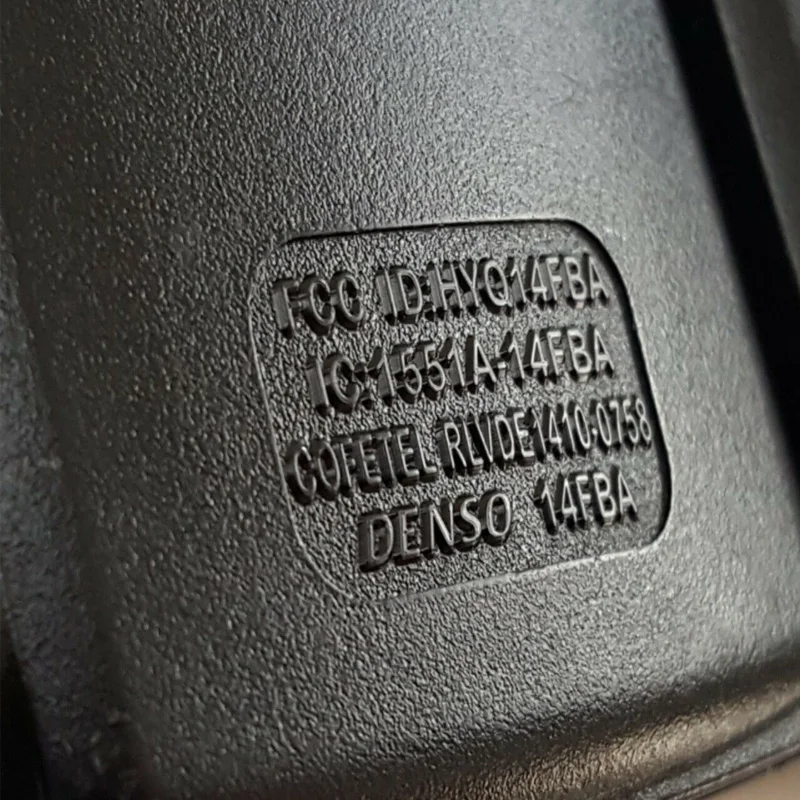 FCC ID:HYQ14FBA
IC:1551A-14FBA
COFETEL RLVDE1410-0758
DENSO 14FBA